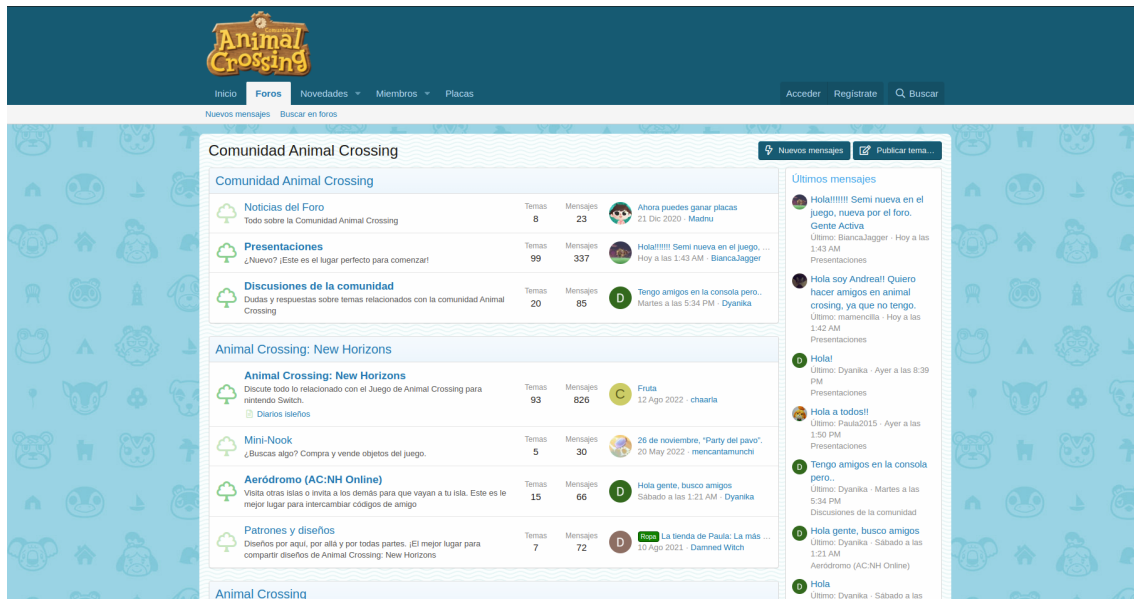 Comunidad
Animal
Crossing
Inicio Foros Novedades Miembros Placas Acceder Regístrate Buscar
Nuevos mensajes Buscar en foros
Comunidad Animal Crossing
Nuevos mensajes Publicar tema...
Comunidad Animal Crossing
Noticias del Foro
Todo sobre la Comunidad Animal Crossing
Temas
8
Mensajes
23
Ahora puedes ganar placas
21 Dic 2020 · Madnu
Presentaciones
¿Nuevo? ¡Este es el lugar perfecto para comenzar!
Temas
99
Mensajes
337
Hola!!!!!!! Semi nueva en el juego, ...
Hoy a las 1:43 AM · BiancaJagger
Discusiones de la comunidad
Dudas y respuestas sobre temas relacionados con la comunidad Animal
Crossing
Temas
20
Mensajes
85
D
Tengo amigos en la consola pero..
Martes a las 5:34 PM · Dyanika
Animal Crossing: New Horizons
Animal Crossing: New Horizons
Discute todo lo relacionado con el Juego de Animal Crossing para
nintendo Switch.
Diarios isleños
Temas
93
Mensajes
826
C
Fruta
12 Ago 2022 · chaarla
Mini-Nook
¿Buscas algo? Compra y vende objetos del juego.
Temas
5
Mensajes
30
26 de noviembre, "Party del pavo".
20 May 2022 · mencantamunchi
Aeródromo (AC:NH Online)
Visita otras islas o invita a los demás para que vayan a tu isla. Este es el
mejor lugar para intercambiar códigos de amigo
Temas
15
Mensajes
66
D
Hola gente, busco amigos
Sábado a las 1:21 AM · Dyanika
Patrones y diseños
Diseños por aquí, por allá y por todas partes. ¡El mejor lugar para
compartir diseños de Animal Crossing: New Horizons
Temas
7
Mensajes
72
D
Ropa La tienda de Paula: La más ...
10 Ago 2021 · Damned Witch
Animal Crossing
Últimos mensajes
Hola!!!!!!! Semi nueva en el
juego, nueva por el foro.
Gente Activa
Último: BiancaJagger · Hoy a las
1:43 AM
Presentaciones
Hola soy Andrea!! Quiero
hacer amigos en animal
crosing, ya que no tengo.
Último: mamencilla · Hoy a las
1:42 AM
Presentaciones
D
Hola!
Último: Dyanika · Ayer a las 8:39
PM
Presentaciones
Hola a todos!!
Último: Paula2015 · Ayer a las
1:50 PM
Presentaciones
D
Tengo amigos en la consola
pero..
Último: Dyanika · Martes a las
5:34 PM
Discusiones de la comunidad
D
Hola gente, busco amigos
Último: Dyanika · Sábado a las
1:21 AM
Aeródromo (AC:NH Online)
D
Hola
Último: Dyanika · Sábado a las